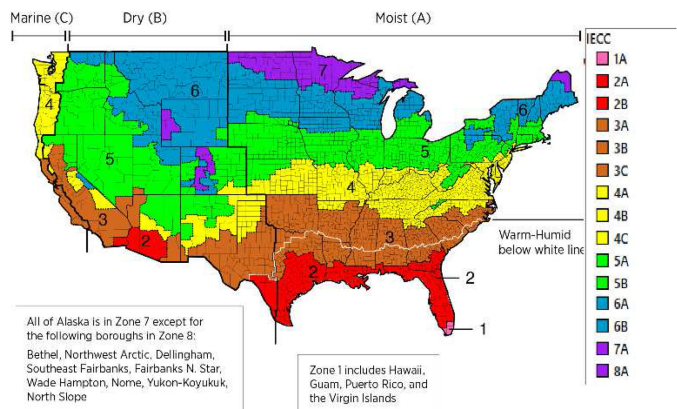 Marine (C)
Dry (B)
Moist (A)
IECC
1A
2A
2B
3A
3B
3C
4A
4B
4C
5A
5B
6A
6B
7A
8A
7
6
4
6
5
5
4
3
3
2
2
2
1
Warm-Humid
below white line
All of Alaska is in Zone 7 except for
the following boroughs in Zone 8:
Bethel, Northwest Arctic, Dellingham,
Southeast Fairbanks, Fairbanks N. Star,
Wade Hampton, Nome, Yukon-Koyukuk,
North Slope
Zone 1 includes Hawaii,
Guam, Puerto Rico, and
the Virgin Islands